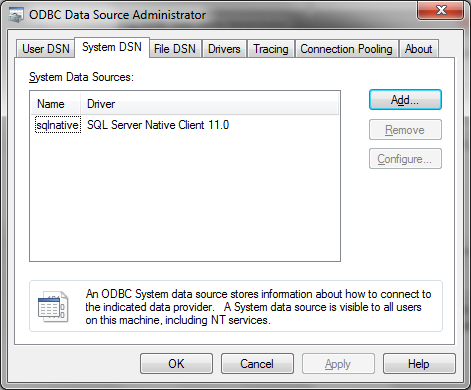 ODBC Data Source Administrator
User DSN System DSN File DSN Drivers Tracing Connection Pooling About
System Data Sources:
Name Driver
sqlnative SQL Server Native Client 11.0
Add...
Remove
Configure...
An ODBC System data source stores information about how to connect to
the indicated data provider. A System data source is visible to all users
on this machine, including NT services.
OK Cancel Apply Help